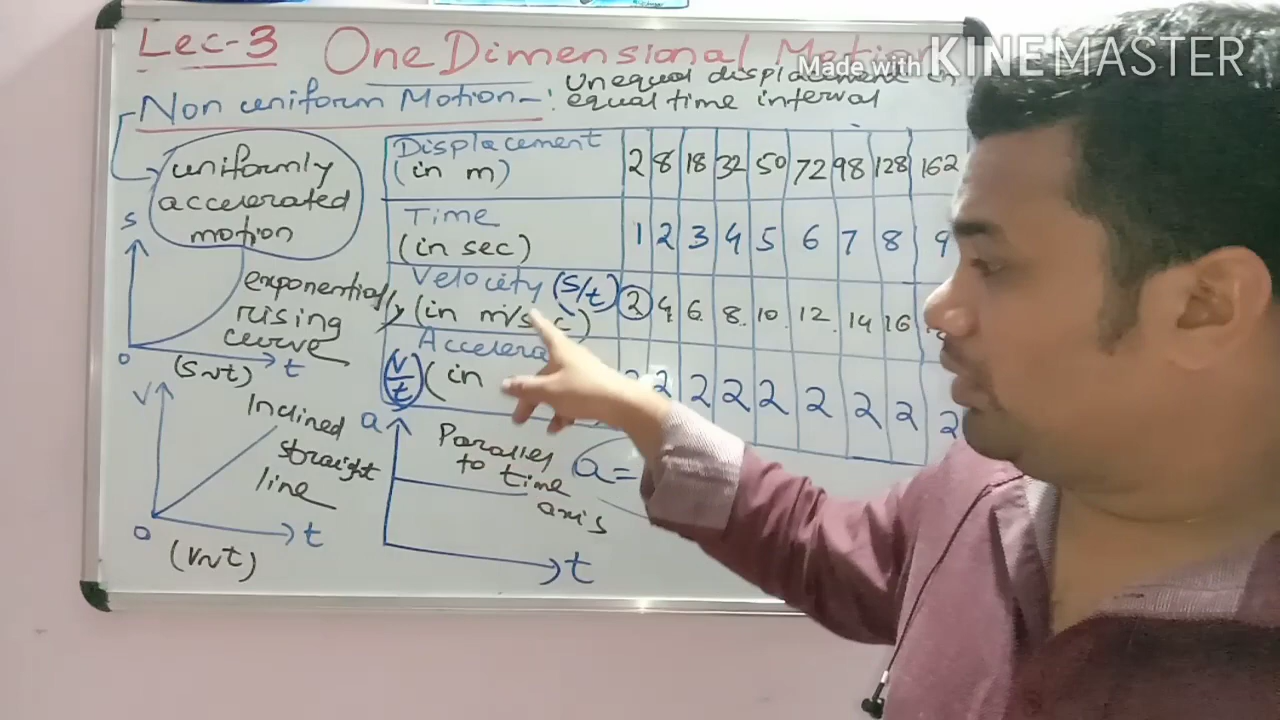 Lec-3 One Dimensional Motion
Made with KINEMASTER
Non uniform Motion - : Unequal displacement in
equal time interval
uniformly
accelerated
motion
Displacement
(in m) 2 8 18 32 50 72 98 128 162
Time
(in sec) 1 2 3 4 5 6 7 8 9
Velocity (s/t)
(in m/sec) 2 4 6 8 10 12 14 16
v/t (in 2 2 2 2 2 2 2 2
s
exponentially
rising
curve
o t
(s~t)
v
Inclined
straight
line
o t
(v~t)
a
Parallel
to time
axis
t
a =